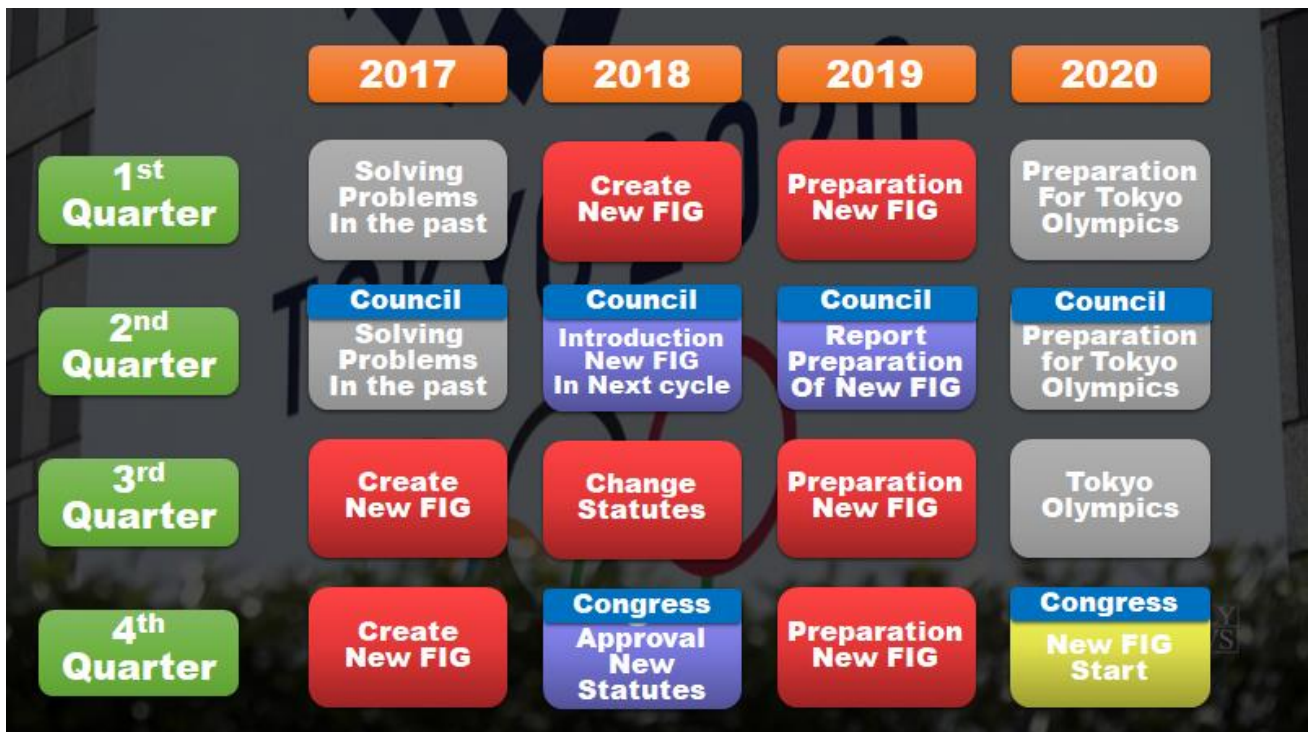 2017 2018 2019 2020
1st
Quarter
Solving
Problems
In the past
Create
New FIG
Preparation
New FIG
Preparation
For Tokyo
Olympics
2nd
Quarter
Council
Solving
Problems
In the past
Council
Introduction
New FIG
In Next cycle
Council
Report
Preparation
Of New FIG
Council
Preparation
for Tokyo
Olympics
3rd
Quarter
Create
New FIG
Change
Statutes
Preparation
New FIG
Tokyo
Olympics
4th
Quarter
Create
New FIG
Congress
Approval
New
Statutes
Preparation
New FIG
Congress
New FIG
Start
TOKYO 2020